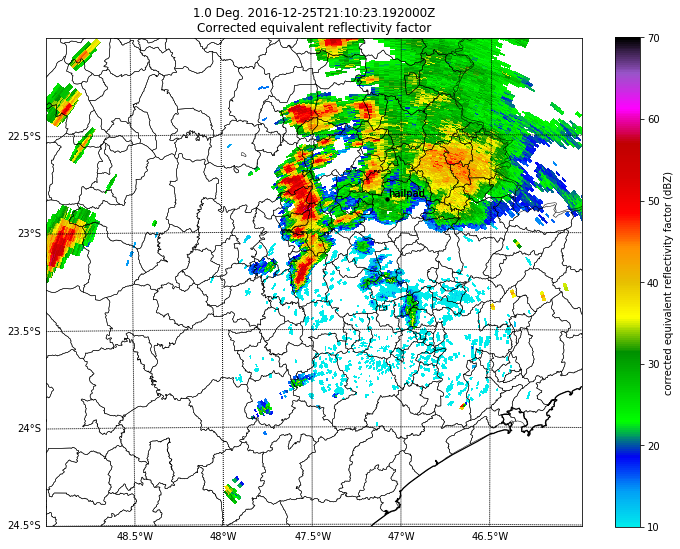 1.0 Deg. 2016-12-25T21:10:23.192000Z
Corrected equivalent reflectivity factor
22.5°S
23°S
23.5°S
24°S
24.5°S
48.5°W
48°W
47.5°W
47°W
46.5°W
70
60
50
40
30
20
10
corrected equivalent reflectivity factor (dBZ)